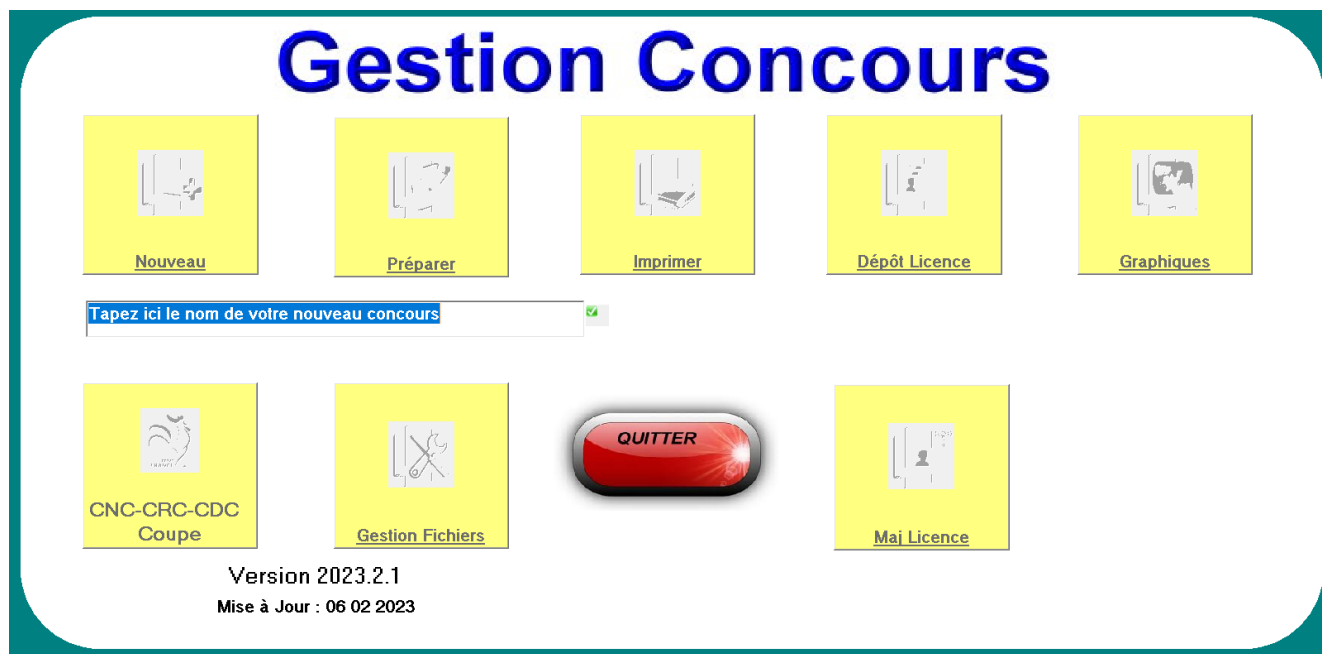 Gestion Concours
Nouveau
Préparer
Imprimer
Dépôt Licence
Graphiques
Tapez ici le nom de votre nouveau concours
QUITTER
CNC-CRC-CDC
Coupe
Gestion Fichiers
Maj Licence
Version 2023.2.1
Mise à Jour : 06 02 2023